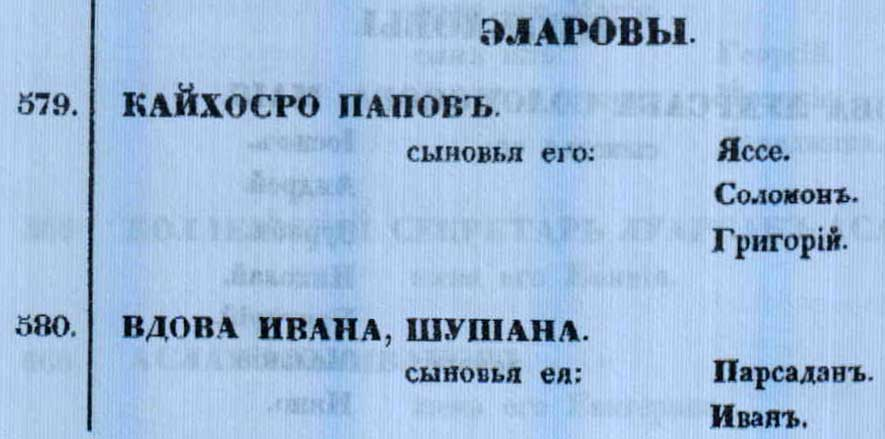 ЭЛАРОВЫ.
579. КАЙХОСРО ПАПОВЪ.
сыновья его: Яссе.
Соломонъ.
Григорій.
580. ВДОВА ИВАНА, ШУШАНА.
сыновья ея: Парсаданъ.
Иванъ.